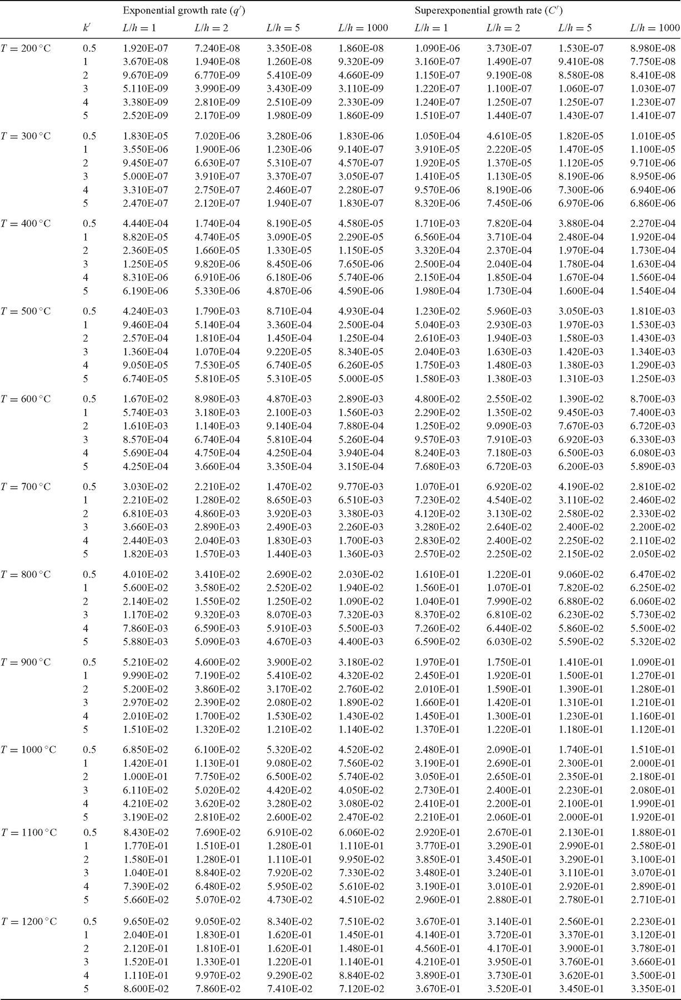 Exponential growth rate (q′) Superexponential growth rate (C′)
k′ L/h = 1 L/h = 2 L/h = 5 L/h = 1000 L/h = 1 L/h = 2 L/h = 5 L/h = 1000
T = 200 °C 0.5 1.920E-07 7.240E-08 3.350E-08 1.860E-08 1.090E-06 3.730E-07 1.530E-07 8.980E-08
1 3.670E-08 1.940E-08 1.260E-08 9.320E-09 3.160E-07 1.490E-07 9.410E-08 7.750E-08
2 9.670E-09 6.770E-09 5.410E-09 4.660E-09 1.150E-07 9.190E-08 8.580E-08 8.410E-08
3 5.110E-09 3.990E-09 3.430E-09 3.110E-09 1.220E-07 1.100E-07 1.060E-07 1.030E-07
4 3.380E-09 2.810E-09 2.510E-09 2.330E-09 1.240E-07 1.250E-07 1.250E-07 1.230E-07
5 2.520E-09 2.170E-09 1.980E-09 1.860E-09 1.510E-07 1.440E-07 1.430E-07 1.410E-07
T = 300 °C 0.5 1.830E-05 7.020E-06 3.280E-06 1.830E-06 1.050E-04 4.610E-05 1.820E-05 1.010E-05
1 3.550E-06 1.900E-06 1.230E-06 9.140E-07 3.910E-05 2.220E-05 1.470E-05 1.100E-05
2 9.450E-07 6.630E-07 5.310E-07 4.570E-07 1.920E-05 1.370E-05 1.120E-05 9.710E-06
3 5.000E-07 3.910E-07 3.370E-07 3.050E-07 1.410E-05 1.130E-05 8.190E-06 8.950E-06
4 3.310E-07 2.750E-07 2.460E-07 2.280E-07 9.570E-06 8.190E-06 7.300E-06 6.940E-06
5 2.470E-07 2.120E-07 1.940E-07 1.830E-07 8.320E-06 7.450E-06 6.970E-06 6.860E-06
T = 400 °C 0.5 4.440E-04 1.740E-04 8.190E-05 4.580E-05 1.710E-03 7.820E-04 3.880E-04 2.270E-04
1 8.820E-05 4.740E-05 3.090E-05 2.290E-05 6.560E-04 3.710E-04 2.480E-04 1.920E-04
2 2.360E-05 1.660E-05 1.330E-05 1.150E-05 3.320E-04 2.370E-04 1.970E-04 1.730E-04
3 1.250E-05 9.820E-06 8.450E-06 7.650E-06 2.500E-04 2.040E-04 1.780E-04 1.630E-04
4 8.310E-06 6.910E-06 6.180E-06 5.740E-06 2.150E-04 1.850E-04 1.670E-04 1.560E-04
5 6.190E-06 5.330E-06 4.870E-06 4.590E-06 1.980E-04 1.730E-04 1.600E-04 1.540E-04
T = 500 °C 0.5 4.240E-03 1.790E-03 8.710E-04 4.930E-04 1.230E-02 5.960E-03 3.050E-03 1.810E-03
1 9.460E-04 5.140E-04 3.360E-04 2.500E-04 5.040E-03 2.930E-03 1.970E-03 1.530E-03
2 2.570E-04 1.810E-04 1.450E-04 1.250E-04 2.610E-03 1.940E-03 1.580E-03 1.430E-03
3 1.360E-04 1.070E-04 9.220E-05 8.340E-05 2.040E-03 1.630E-03 1.420E-03 1.340E-03
4 9.050E-05 7.530E-05 6.740E-05 6.260E-05 1.750E-03 1.480E-03 1.380E-03 1.290E-03
5 6.740E-05 5.810E-05 5.310E-05 5.000E-05 1.580E-03 1.380E-03 1.310E-03 1.250E-03
T = 600 °C 0.5 1.670E-02 8.980E-03 4.870E-03 2.890E-03 4.800E-02 2.550E-02 1.390E-02 8.700E-03
1 5.740E-03 3.180E-03 2.100E-03 1.560E-03 2.290E-02 1.350E-02 9.450E-03 7.400E-03
2 1.610E-03 1.140E-03 9.140E-04 7.880E-04 1.250E-02 9.090E-03 7.670E-03 6.720E-03
3 8.570E-04 6.740E-04 5.810E-04 5.260E-04 9.570E-03 7.910E-03 6.920E-03 6.330E-03
4 5.690E-04 4.750E-04 4.250E-04 3.940E-04 8.240E-03 7.180E-03 6.500E-03 6.080E-03
5 4.250E-04 3.660E-04 3.350E-04 3.150E-04 7.680E-03 6.720E-03 6.200E-03 5.890E-03
T = 700 °C 0.5 3.030E-02 2.210E-02 1.470E-02 9.770E-03 1.070E-01 6.920E-02 4.190E-02 2.810E-02
1 2.210E-02 1.280E-02 8.650E-03 6.510E-03 7.230E-02 4.540E-02 3.110E-02 2.460E-02
2 6.810E-03 4.860E-03 3.920E-03 3.380E-03 4.120E-02 3.130E-02 2.580E-02 2.330E-02
3 3.660E-03 2.890E-03 2.490E-03 2.260E-03 3.280E-02 2.640E-02 2.400E-02 2.200E-02
4 2.440E-03 2.040E-03 1.830E-03 1.700E-03 2.830E-02 2.400E-02 2.250E-02 2.110E-02
5 1.820E-03 1.570E-03 1.440E-03 1.360E-03 2.570E-02 2.250E-02 2.150E-02 2.050E-02
T = 800 °C 0.5 4.010E-02 3.410E-02 2.690E-02 2.030E-02 1.610E-01 1.220E-01 9.060E-02 6.470E-02
1 5.600E-02 3.580E-02 2.520E-02 1.940E-02 1.560E-01 1.070E-01 7.820E-02 6.250E-02
2 2.140E-02 1.550E-02 1.250E-02 1.090E-02 1.040E-01 7.990E-02 6.880E-02 6.060E-02
3 1.170E-02 9.320E-03 8.070E-03 7.320E-03 8.370E-02 6.810E-02 6.230E-02 5.730E-02
4 7.860E-03 6.590E-03 5.910E-03 5.500E-03 7.260E-02 6.440E-02 5.860E-02 5.500E-02
5 5.880E-03 5.090E-03 4.670E-03 4.400E-03 6.590E-02 6.030E-02 5.590E-02 5.320E-02
T = 900 °C 0.5 5.210E-02 4.600E-02 3.900E-02 3.180E-02 1.970E-01 1.750E-01 1.410E-01 1.090E-01
1 9.990E-02 7.190E-02 5.410E-02 4.320E-02 2.450E-01 1.920E-01 1.500E-01 1.270E-01
2 5.200E-02 3.860E-02 3.170E-02 2.760E-02 2.010E-01 1.590E-01 1.390E-01 1.280E-01
3 2.970E-02 2.390E-02 2.080E-02 1.890E-02 1.660E-01 1.420E-01 1.310E-01 1.210E-01
4 2.010E-02 1.700E-02 1.530E-02 1.430E-02 1.450E-01 1.300E-01 1.230E-01 1.160E-01
5 1.510E-02 1.320E-02 1.210E-02 1.140E-02 1.370E-01 1.220E-01 1.180E-01 1.120E-01
T = 1000 °C 0.5 6.850E-02 6.100E-02 5.320E-02 4.520E-02 2.480E-01 2.090E-01 1.740E-01 1.510E-01
1 1.420E-01 1.130E-01 9.080E-02 7.560E-02 3.190E-01 2.690E-01 2.300E-01 2.000E-01
2 1.000E-01 7.750E-02 6.500E-02 5.740E-02 3.050E-01 2.650E-01 2.350E-01 2.180E-01
3 6.110E-02 5.020E-02 4.420E-02 4.050E-02 2.730E-01 2.400E-01 2.230E-01 2.080E-01
4 4.210E-02 3.620E-02 3.280E-02 3.080E-02 2.410E-01 2.200E-01 2.100E-01 1.990E-01
5 3.190E-02 2.810E-02 2.600E-02 2.470E-02 2.210E-01 2.060E-01 2.000E-01 1.920E-01
T = 1100 °C 0.5 8.430E-02 7.690E-02 6.910E-02 6.060E-02 2.920E-01 2.670E-01 2.130E-01 1.880E-01
1 1.770E-01 1.510E-01 1.280E-01 1.110E-01 3.770E-01 3.290E-01 2.990E-01 2.580E-01
2 1.580E-01 1.280E-01 1.110E-01 9.950E-02 3.850E-01 3.450E-01 3.290E-01 3.100E-01
3 1.040E-01 8.840E-02 7.920E-02 7.330E-02 3.480E-01 3.240E-01 3.110E-01 3.070E-01
4 7.390E-02 6.480E-02 5.950E-02 5.610E-02 3.190E-01 3.010E-01 2.920E-01 2.890E-01
5 5.660E-02 5.070E-02 4.730E-02 4.510E-02 2.960E-01 2.880E-01 2.780E-01 2.710E-01
T = 1200 °C 0.5 9.650E-02 9.050E-02 8.340E-02 7.510E-02 3.670E-01 3.140E-01 2.560E-01 2.230E-01
1 2.040E-01 1.830E-01 1.620E-01 1.450E-01 4.140E-01 3.720E-01 3.370E-01 3.120E-01
2 2.120E-01 1.810E-01 1.620E-01 1.480E-01 4.560E-01 4.170E-01 3.900E-01 3.780E-01
3 1.520E-01 1.330E-01 1.220E-01 1.140E-01 4.210E-01 3.950E-01 3.760E-01 3.660E-01
4 1.110E-01 9.970E-02 9.290E-02 8.840E-02 3.890E-01 3.730E-01 3.620E-01 3.500E-01
5 8.600E-02 7.860E-02 7.410E-02 7.120E-02 3.670E-01 3.520E-01 3.450E-01 3.350E-01